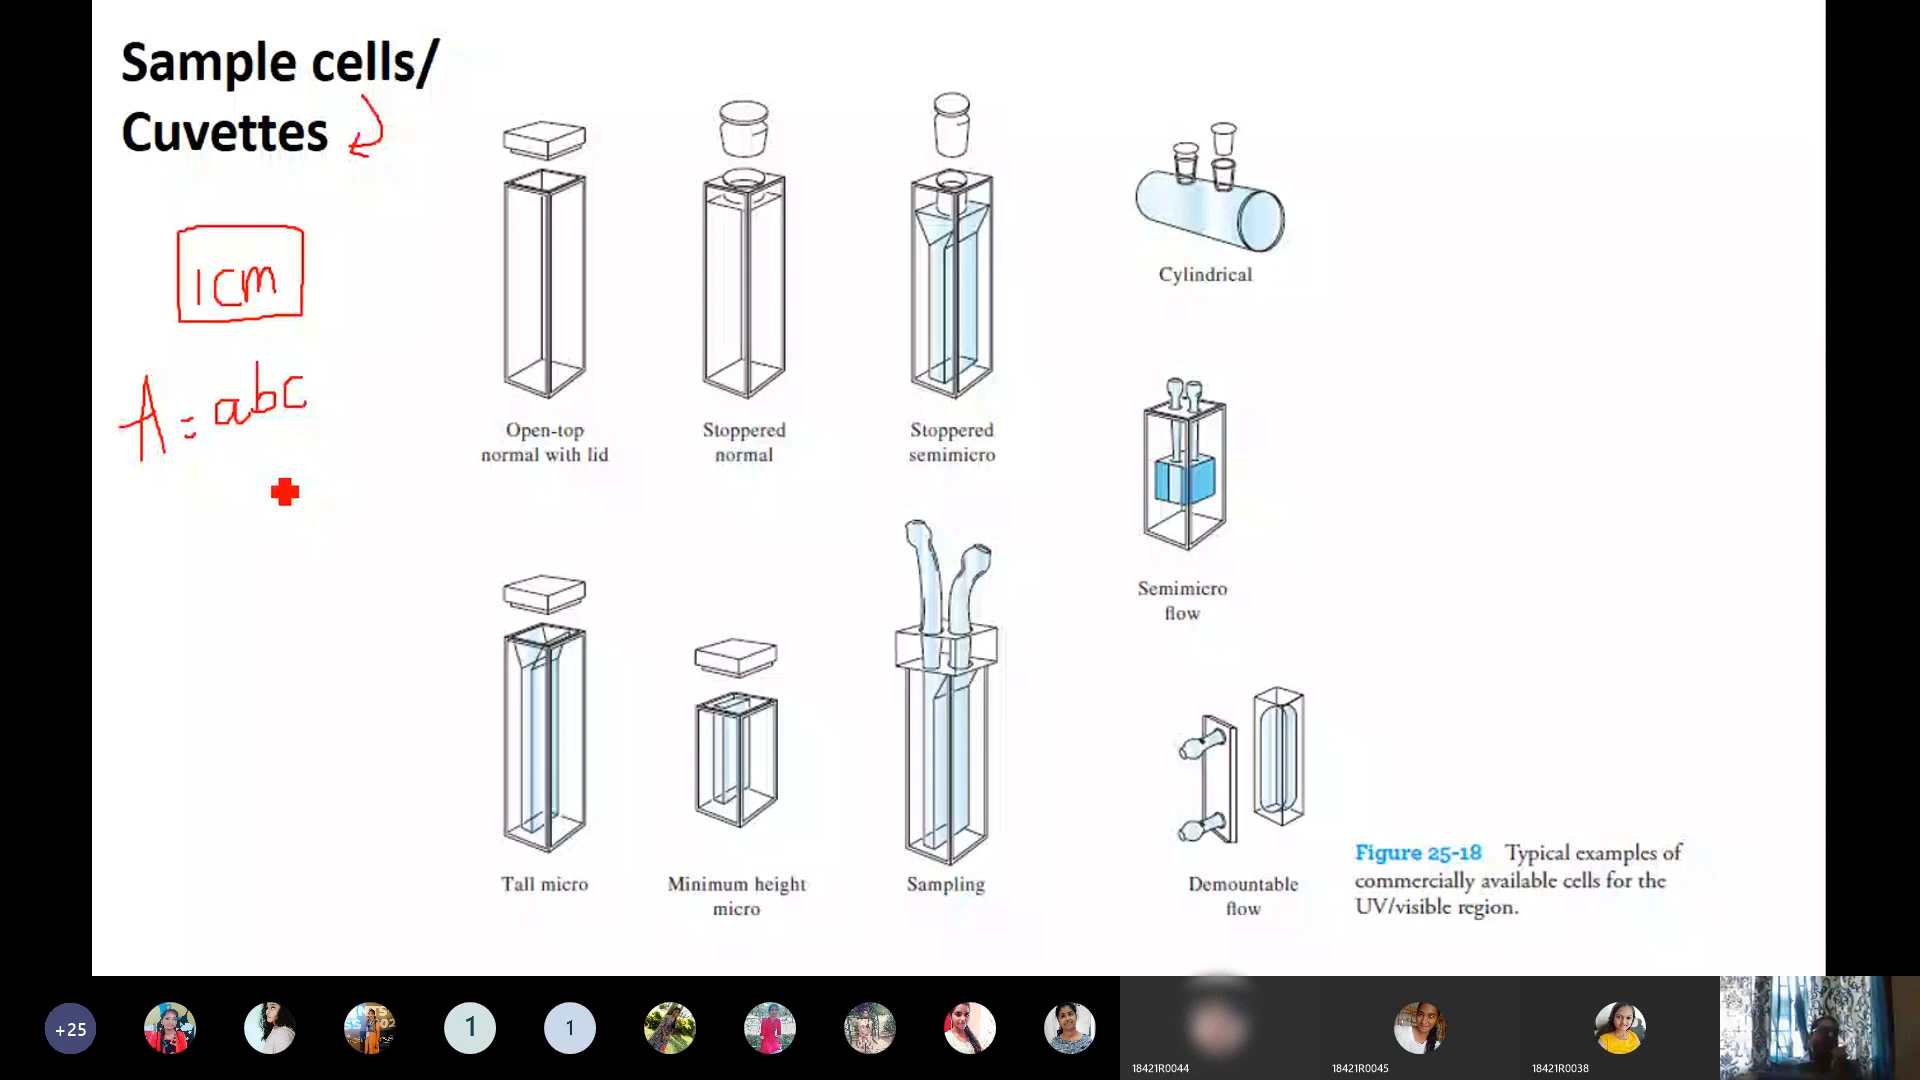 Sample cells/
Cuvettes
1cm
A = abc
Open-top
normal with lid
Stoppered
normal
Stoppered
semimicro
Cylindrical
Semimicro
flow
Tall micro
Minimum height
micro
Sampling
Demountable
flow
Figure 25-18 Typical examples of
commercially available cells for the
UV/visible region.
+25
1
1
18421R0044
18421R0045
18421R0038